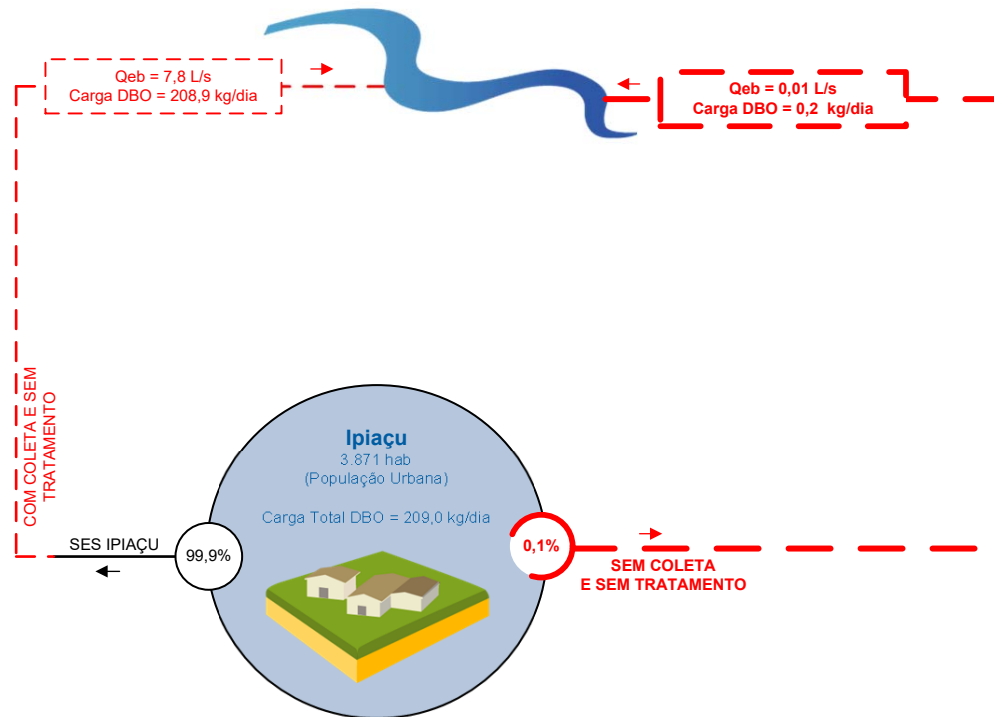 Qeb = 7,8 L/s
Carga DBO = 208,9 kg/dia
Qeb = 0,01 L/s
Carga DBO = 0,2 kg/dia
COM COLETA E SEM
TRATAMENTO
Ipiaçu
3.871 hab
(População Urbana)
Carga Total DBO = 209,0 kg/dia
SES IPIAÇU
99,9%
0,1%
SEM COLETA
E SEM TRATAMENTO